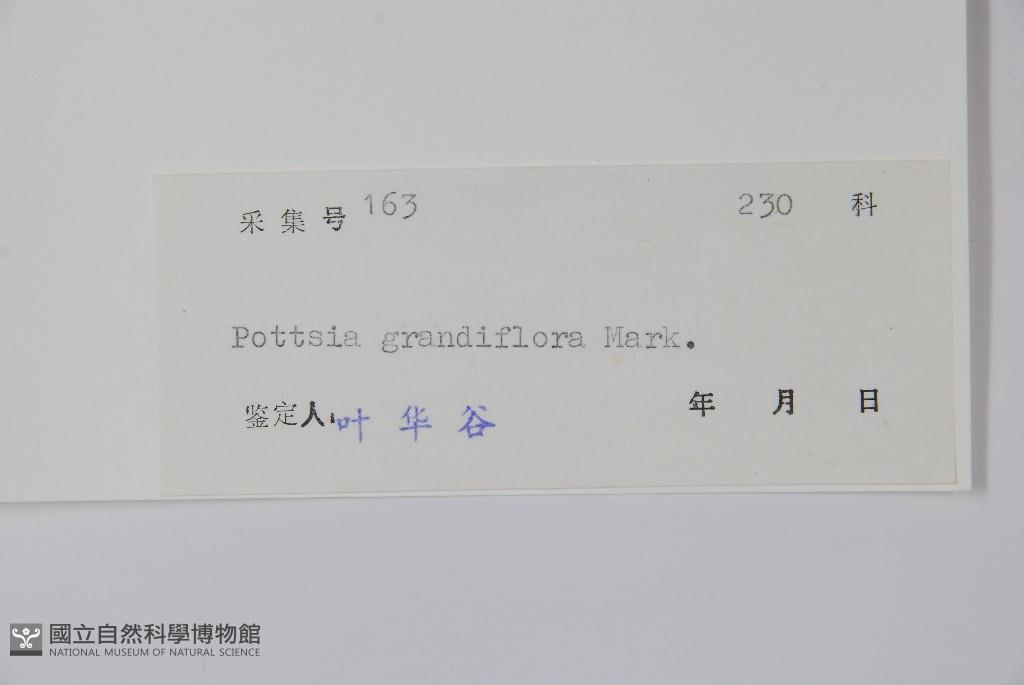 采集号 163 230 科
Pottsia grandiflora Mark.
鉴定人: 叶华谷 年 月 日
國立自然科學博物館
NATIONAL MUSEUM OF NATURAL SCIENCE